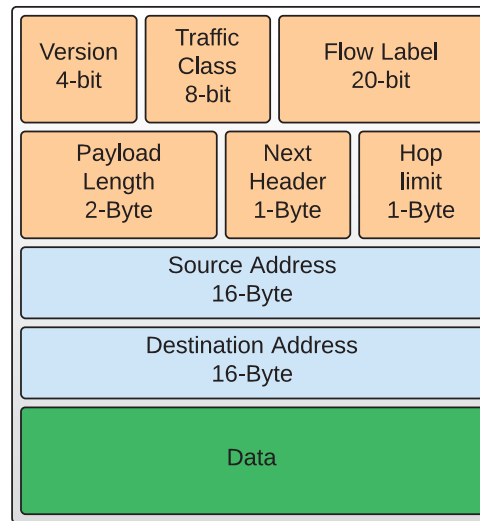 Version
4-bit
Traffic
Class
8-bit
Flow Label
20-bit
Payload
Length
2-Byte
Next
Header
1-Byte
Hop
limit
1-Byte
Source Address
16-Byte
Destination Address
16-Byte
Data